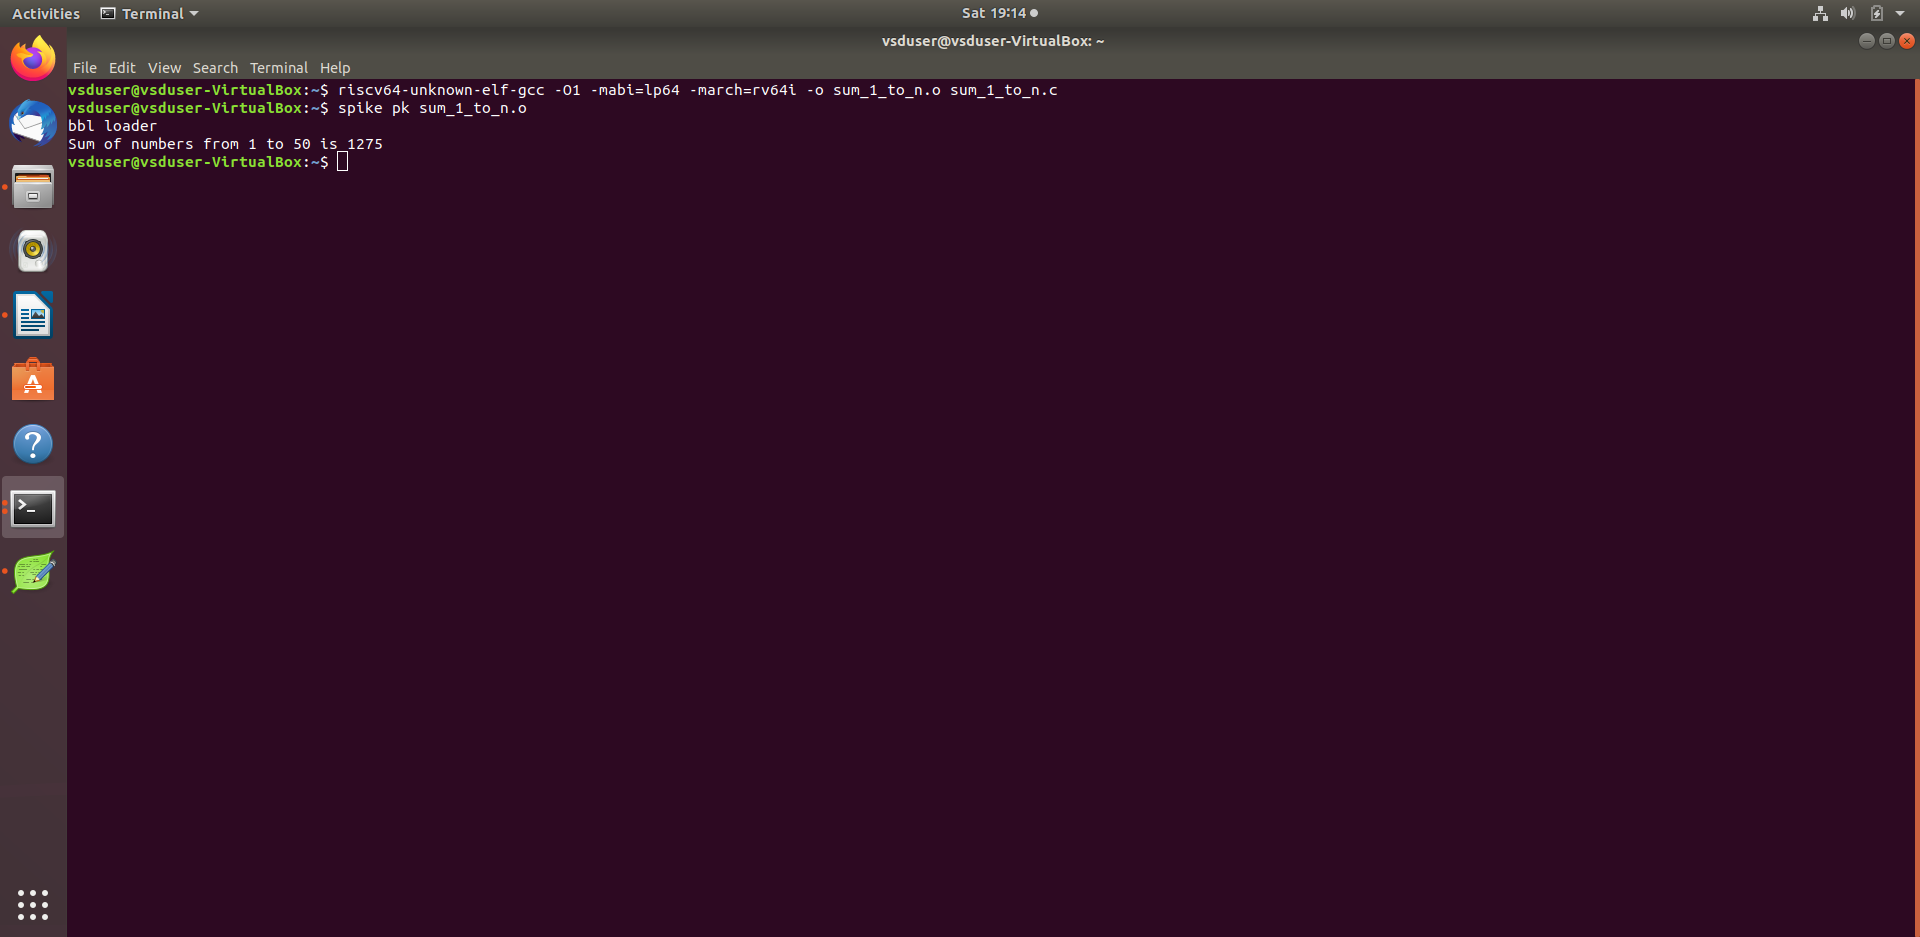 Activities Terminal Sat 19:14
vsduser@vsduser-VirtualBox: ~
File Edit View Search Terminal Help
vsduser@vsduser-VirtualBox:~$ riscv64-unknown-elf-gcc -O1 -mabi=lp64 -march=rv64i -o sum_1_to_n.o sum_1_to_n.c
vsduser@vsduser-VirtualBox:~$ spike pk sum_1_to_n.o
bbl loader
Sum of numbers from 1 to 50 is 1275
vsduser@vsduser-VirtualBox:~$